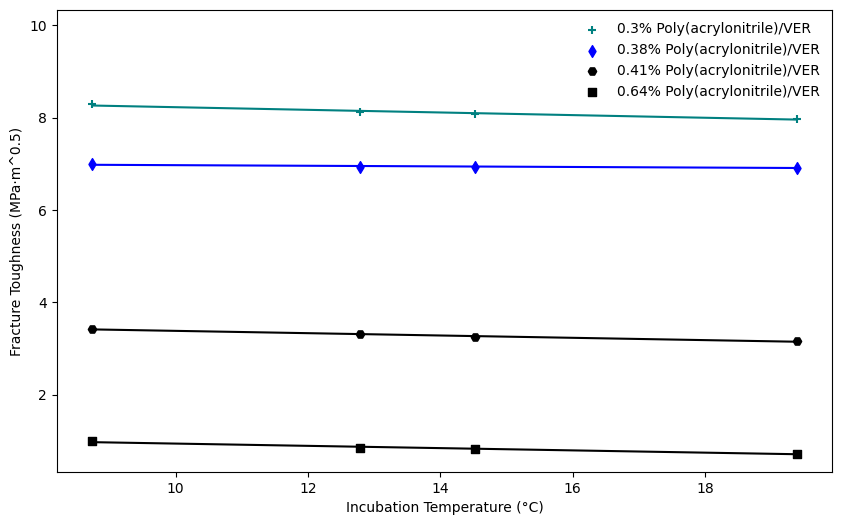 10
8
6
4
2
Fracture Toughness (MPa·m^0.5)
0.3% Poly(acrylonitrile)/VER
0.38% Poly(acrylonitrile)/VER
0.41% Poly(acrylonitrile)/VER
0.64% Poly(acrylonitrile)/VER
10 12 14 16 18
Incubation Temperature (°C)